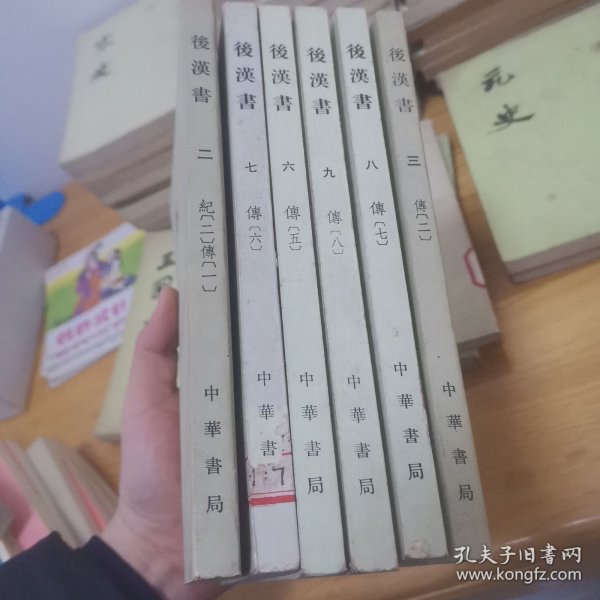 後漢書 二 紀〔二〕傳〔一〕 中華書局
後漢書 七 傳〔六〕 中華書
後漢書 六 傳〔五〕 中華書局
後漢書 九 傳〔八〕 中華書局
後漢書 八 傳〔七〕 中華書局
後漢書 三 傳〔二〕 中華書局
元史
三国
孔夫子旧书网
www.kongfz.com